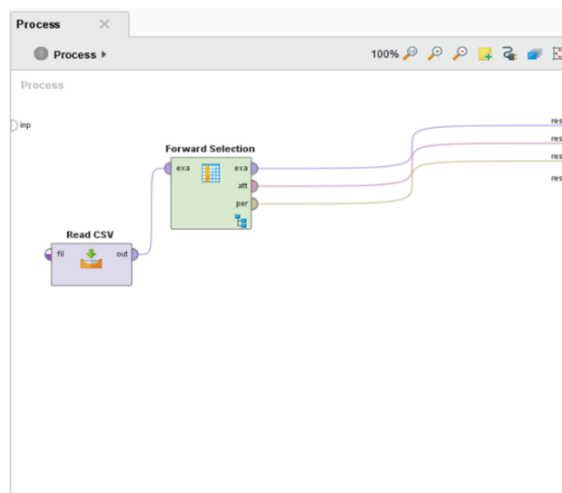 Process
Process
100%
Process
inp
res
res
res
res
Forward Selection
exa exa
att
per
Read CSV
fil out